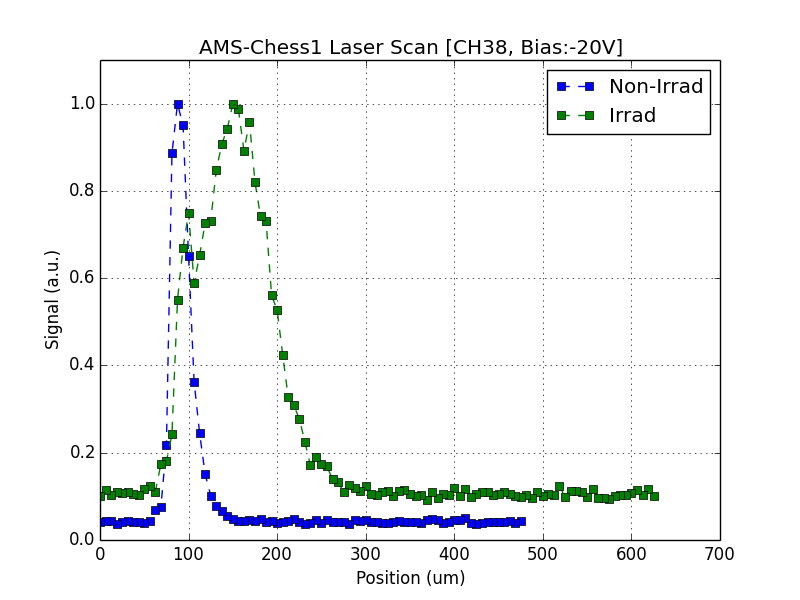 AMS-Chess1 Laser Scan [CH38, Bias:-20V]
Non-Irrad
Irrad
1.0
0.8
0.6
0.4
0.2
0.0
Signal (a.u.)
0 100 200 300 400 500 600 700
Position (um)